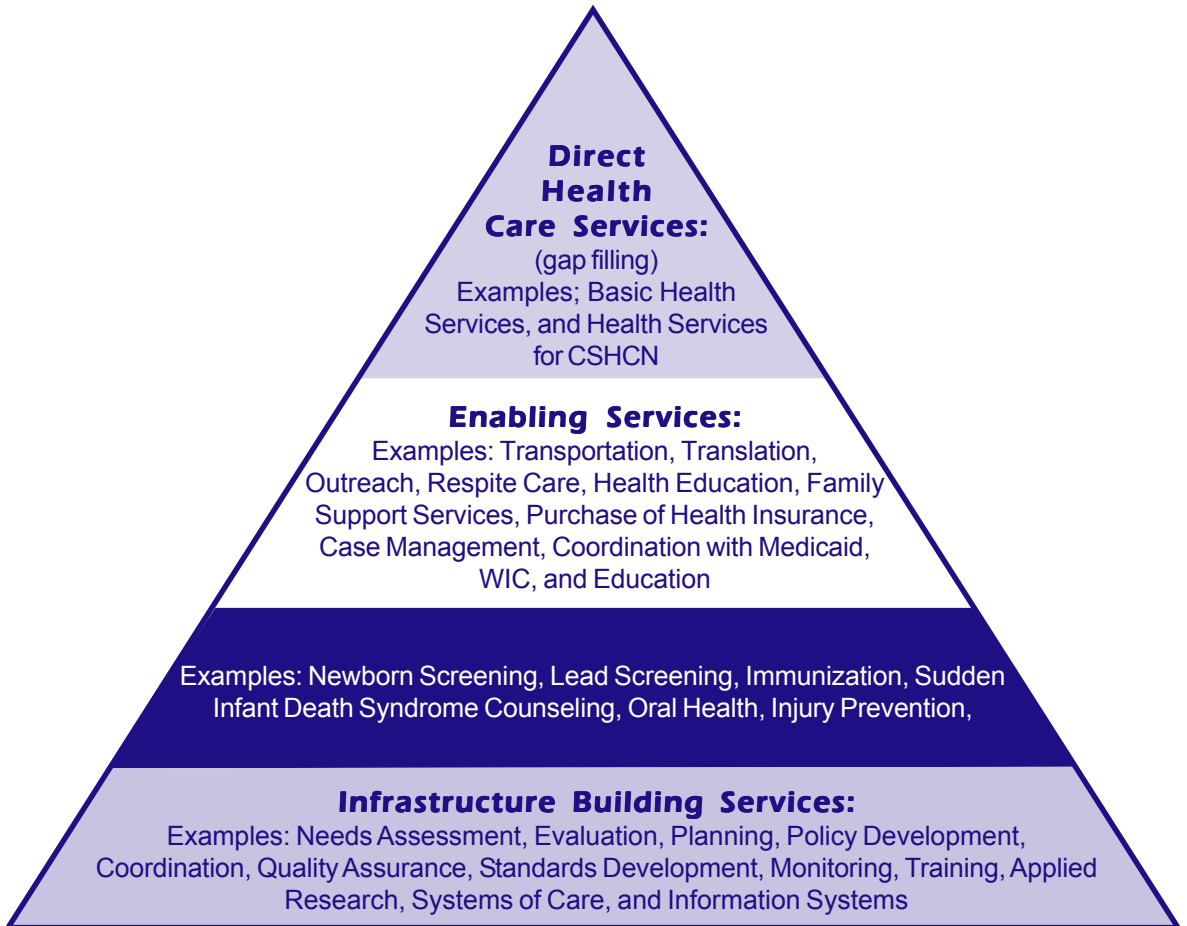 Direct
Health
Care Services:
(gap filling)
Examples; Basic Health
Services, and Health Services
for CSHCN
Enabling Services:
Examples: Transportation, Translation,
Outreach, Respite Care, Health Education, Family
Support Services, Purchase of Health Insurance,
Case Management, Coordination with Medicaid,
WIC, and Education
Examples: Newborn Screening, Lead Screening, Immunization, Sudden
Infant Death Syndrome Counseling, Oral Health, Injury Prevention,
Infrastructure Building Services:
Examples: Needs Assessment, Evaluation, Planning, Policy Development,
Coordination, Quality Assurance, Standards Development, Monitoring, Training, Applied
Research, Systems of Care, and Information Systems